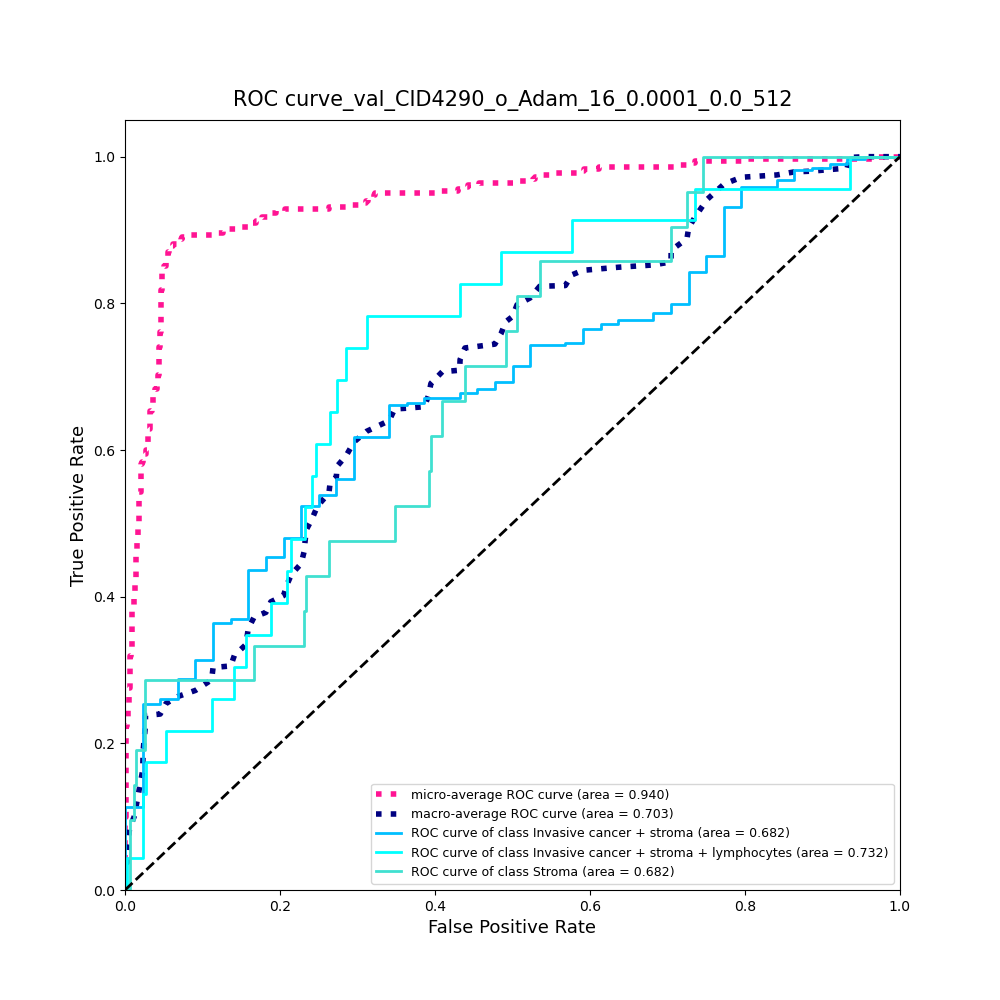 ROC curve_val_CID4290_o_Adam_16_0.0001_0.0_512
True Positive Rate
1.0
0.8
0.6
0.4
0.2
0.0
micro-average ROC curve (area = 0.940)
macro-average ROC curve (area = 0.703)
ROC curve of class Invasive cancer + stroma (area = 0.682)
ROC curve of class Invasive cancer + stroma + lymphocytes (area = 0.732)
ROC curve of class Stroma (area = 0.682)
0.0 0.2 0.4 0.6 0.8 1.0
False Positive Rate